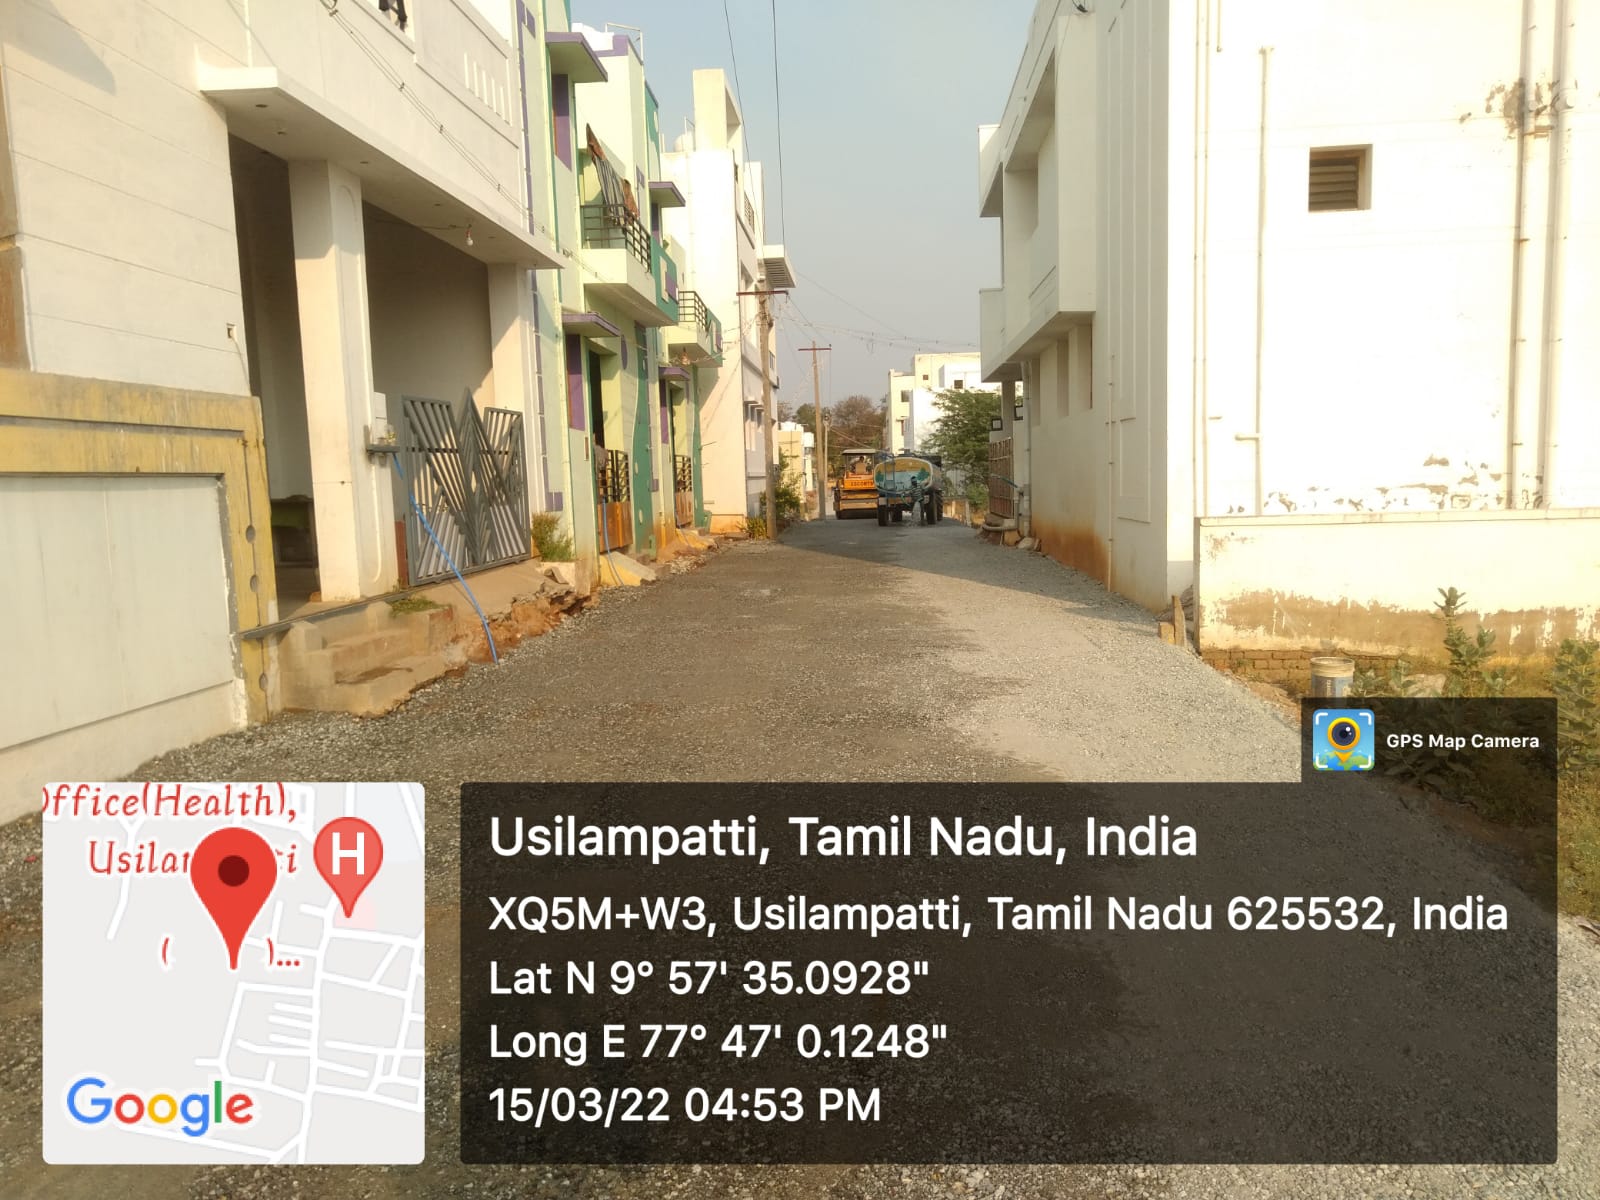 GPS Map Camera
Office(Health),
Usilampatti, Tamil Nadu, India
XQ5M+W3, Usilampatti, Tamil Nadu 625532, India
Lat N 9° 57' 35.0928"
Long E 77° 47' 0.1248"
15/03/22 04:53 PM
H
Google